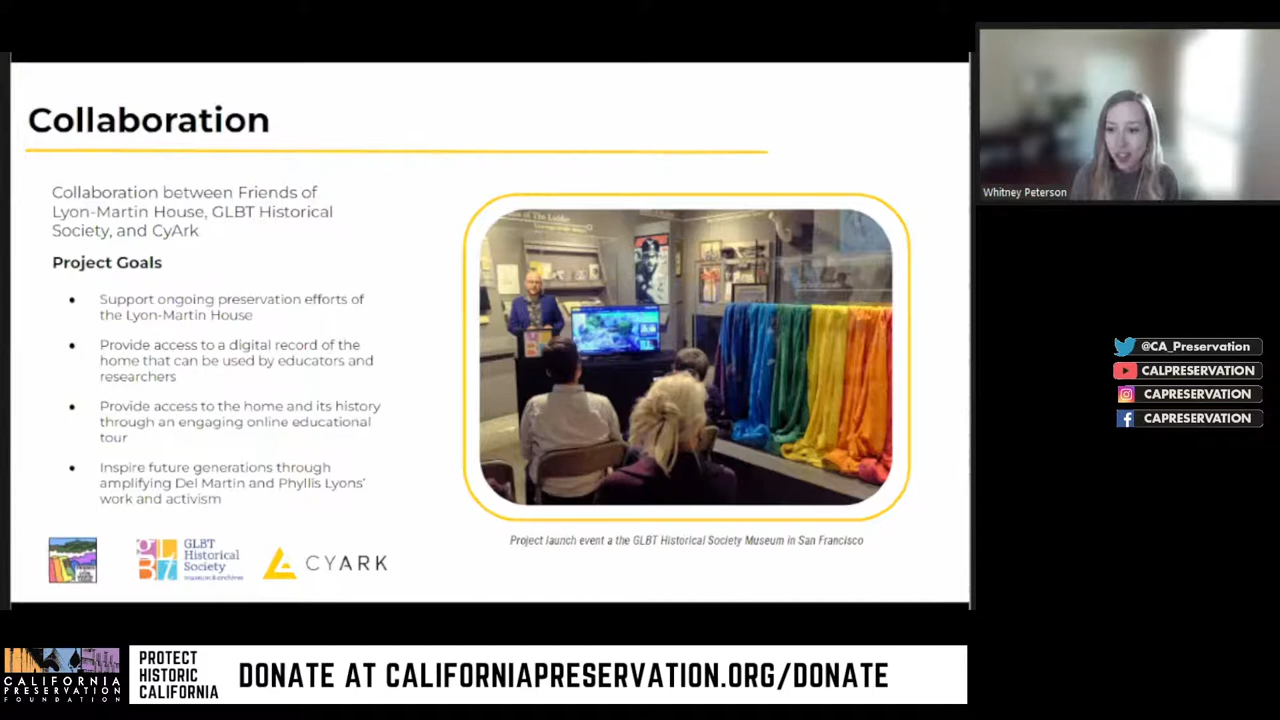 Collaboration
Collaboration between Friends of
Lyon-Martin House, GLBT Historical
Society, and CyArk
Project Goals
• Support ongoing preservation efforts of
the Lyon-Martin House
• Provide access to a digital record of the
home that can be used by educators and
researchers
• Provide access to the home and its history
through an engaging online educational
tour
• Inspire future generations through
amplifying Del Martin and Phyllis Lyons'
work and activism
GLBT
Historical
Society
museum & archives
CYARK
Project launch event a the GLBT Historical Society Museum in San Francisco
Whitney Peterson
@CA_Preservation
CALPRESERVATION
CAPRESERVATION
CAPRESERVATION
CALIFORNIA
PRESERVATION
FOUNDATION
PROTECT
HISTORIC
CALIFORNIA
DONATE AT CALIFORNIAPRESERVATION.ORG/DONATE